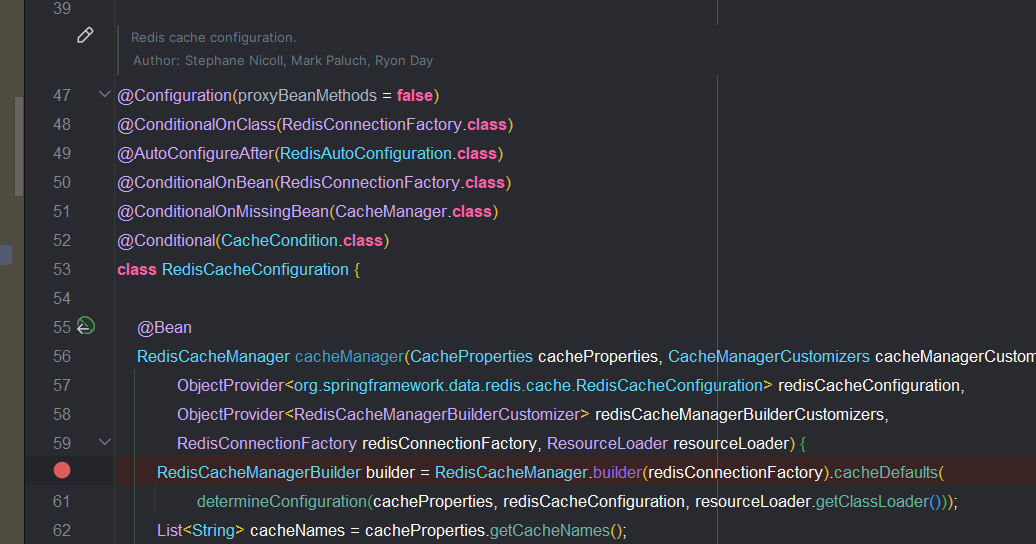 39
Redis cache configuration.
Author: Stephane Nicoll, Mark Paluch, Ryon Day
47 @Configuration(proxyBeanMethods = false)
48 @ConditionalOnClass(RedisConnectionFactory.class)
49 @AutoConfigureAfter(RedisAutoConfiguration.class)
50 @ConditionalOnBean(RedisConnectionFactory.class)
51 @ConditionalOnMissingBean(CacheManager.class)
52 @Conditional(CacheCondition.class)
53 class RedisCacheConfiguration {
54
55 @Bean
56 RedisCacheManager cacheManager(CacheProperties cacheProperties, CacheManagerCustomizers cacheManagerCustom
57 ObjectProvider<org.springframework.data.redis.cache.RedisCacheConfiguration> redisCacheConfiguration,
58 ObjectProvider<RedisCacheManagerBuilderCustomizer> redisCacheManagerBuilderCustomizers,
59 RedisConnectionFactory redisConnectionFactory, ResourceLoader resourceLoader) {
RedisCacheManagerBuilder builder = RedisCacheManager.builder(redisConnectionFactory).cacheDefaults(
61 determineConfiguration(cacheProperties, redisCacheConfiguration, resourceLoader.getClassLoader()));
62 List<String> cacheNames = cacheProperties.getCacheNames();